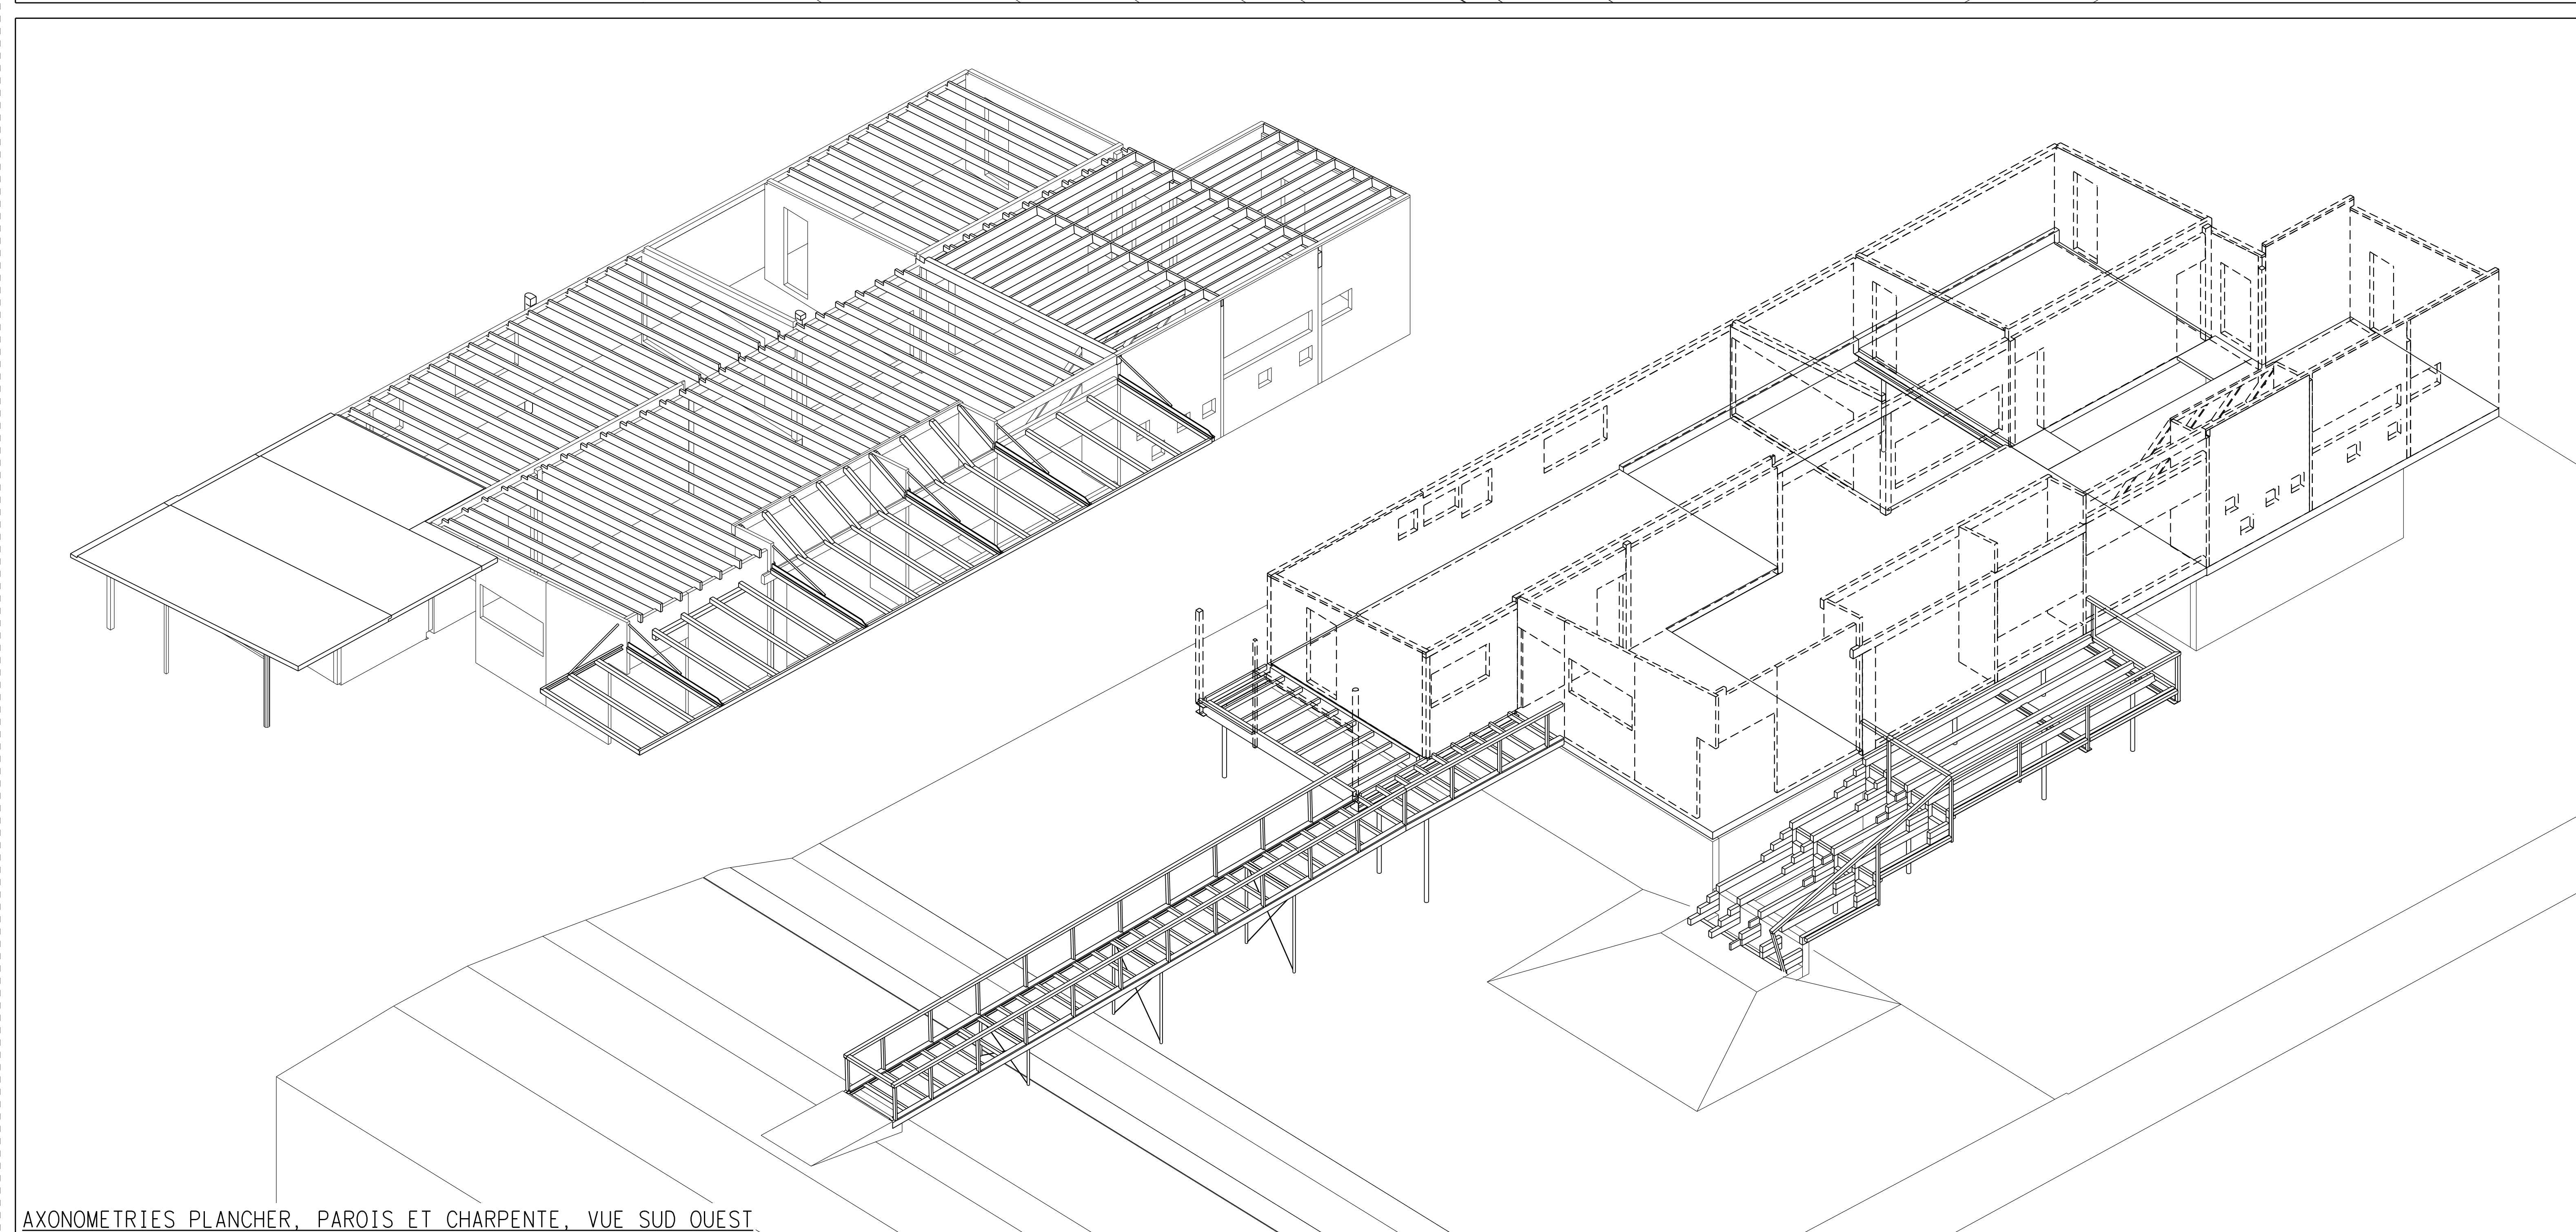 AXONOMETRIES PLANCHER, PAROIS ET CHARPENTE, VUE SUD OUEST